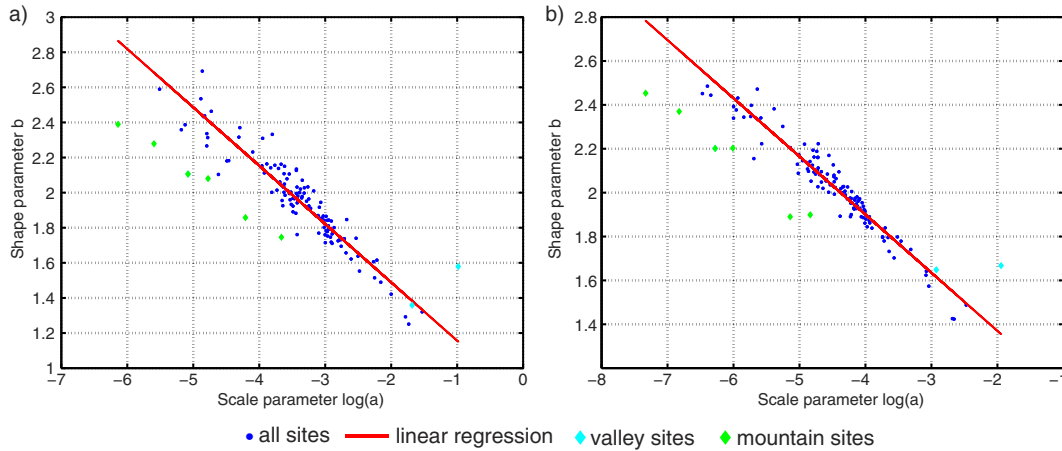 a)
3
2.8
2.6
2.4
2.2
2
1.8
1.6
1.4
1.2
1
Shape parameter b
−7 −6 −5 −4 −3 −2 −1 0
Scale parameter log(a)
b)
2.8
2.6
2.4
2.2
2
1.8
1.6
1.4
Shape parameter b
−8 −7 −6 −5 −4 −3 −2 −1
Scale parameter log(a)
all sites linear regression valley sites mountain sites